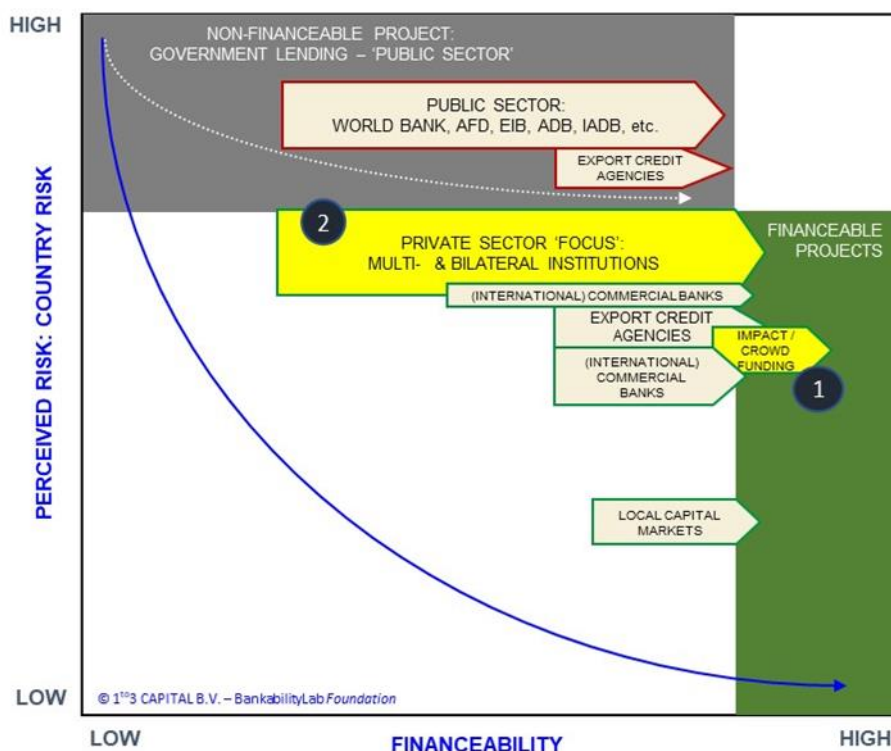 HIGH
NON-FINANCEABLE PROJECT:
GOVERNMENT LENDING – ‘PUBLIC SECTOR’
PUBLIC SECTOR:
WORLD BANK, AFD, EIB, ADB, IADB, etc.
EXPORT CREDIT
AGENCIES
PERCEIVED RISK: COUNTRY RISK
2
PRIVATE SECTOR ‘FOCUS’:
MULTI- & BILATERAL INSTITUTIONS
FINANCEABLE
PROJECTS
(INTERNATIONAL) COMMERCIAL BANKS
EXPORT CREDIT
AGENCIES
IMPACT /
CROWD
FUNDING
(INTERNATIONAL)
COMMERCIAL
BANKS
1
LOCAL CAPITAL
MARKETS
LOW
© 1to3 CAPITAL B.V. – BankabilityLab Foundation
LOW
FINANCEABILITY
HIGH